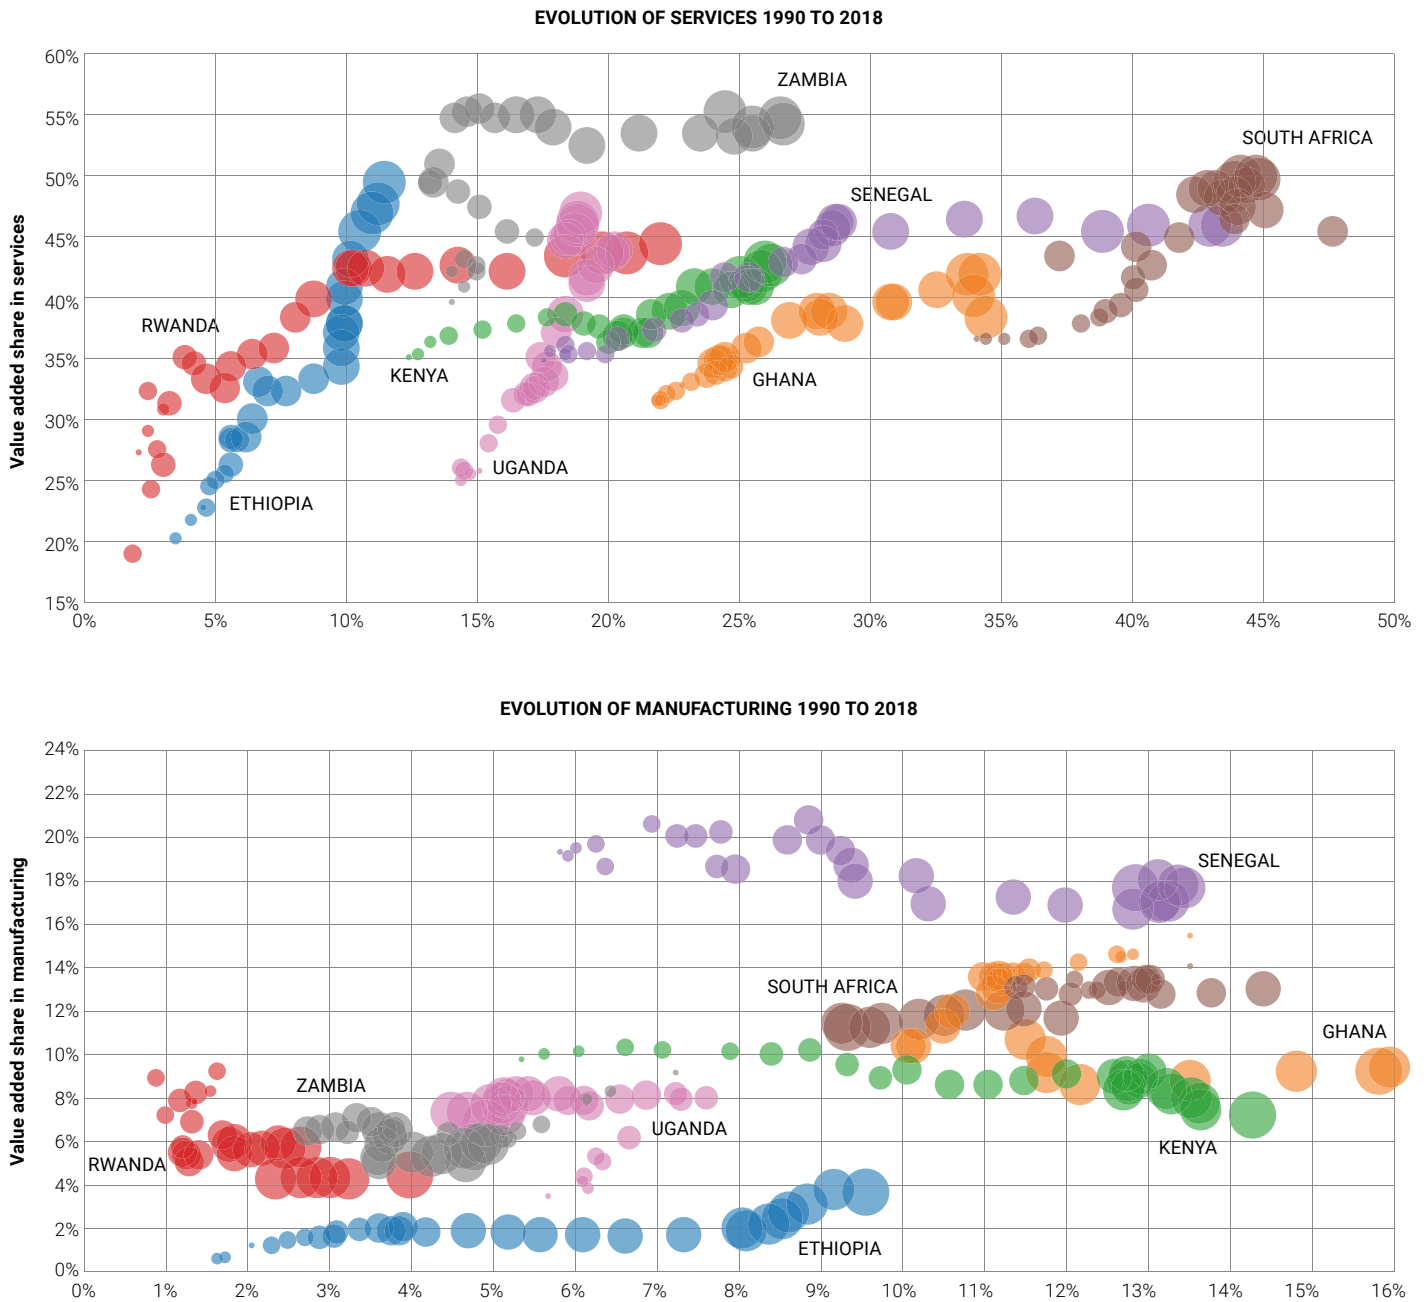 EVOLUTION OF SERVICES 1990 TO 2018
Value added share in services
60%
55%
50%
45%
40%
35%
30%
25%
20%
15%
ZAMBIA
SOUTH AFRICA
SENEGAL
RWANDA
KENYA
GHANA
UGANDA
ETHIOPIA
0% 5% 10% 15% 20% 25% 30% 35% 40% 45% 50%
EVOLUTION OF MANUFACTURING 1990 TO 2018
Value added share in manufacturing
24%
22%
20%
18%
16%
14%
12%
10%
8%
6%
4%
2%
0%
SENEGAL
SOUTH AFRICA
GHANA
ZAMBIA
UGANDA
KENYA
RWANDA
ETHIOPIA
0% 1% 2% 3% 4% 5% 6% 7% 8% 9% 10% 11% 12% 13% 14% 15% 16%